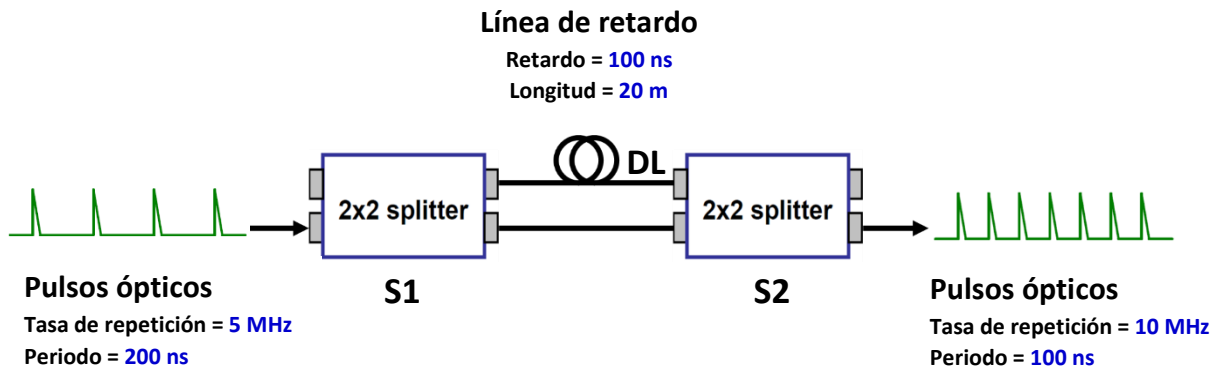 Línea de retardo
Retardo = 100 ns
Longitud = 20 m
DL
2x2 splitter
2x2 splitter
S1
S2
Pulsos ópticos
Tasa de repetición = 5 MHz
Periodo = 200 ns
Pulsos ópticos
Tasa de repetición = 10 MHz
Periodo = 100 ns